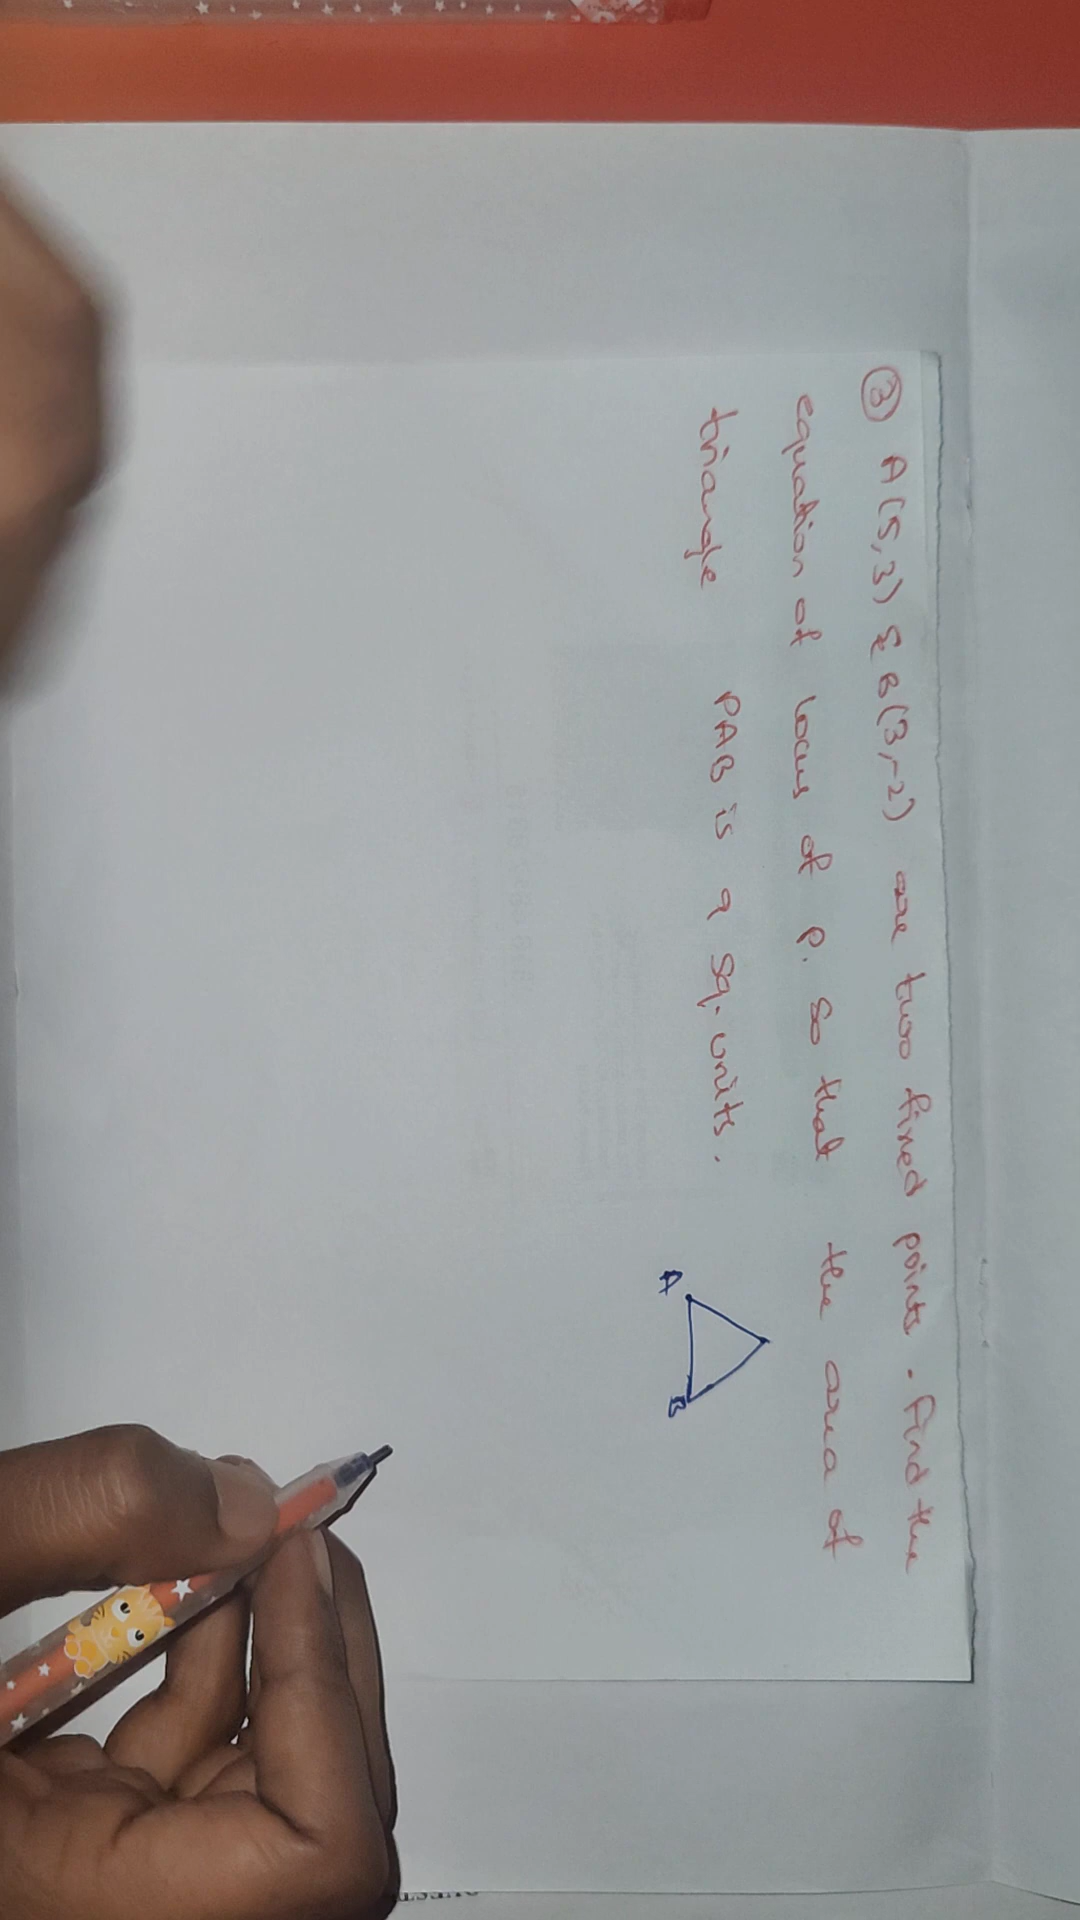 ③ A(5,3) & B(3,-2) are two fixed points. Find the
equation of locus of P. so that the area of
triangle PAB is 9 sq. units.
A B